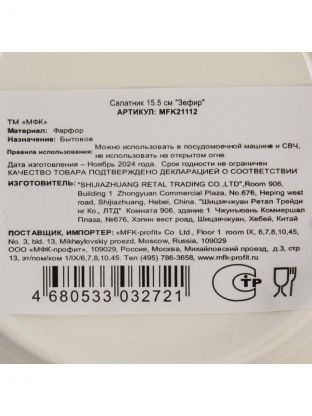 Салатник 15.5 см "Зефир"
АРТИКУЛ: MFK21112
ТМ «МФК»
Материал: Фарфор
Назначение: Бытовое
Можно использовать в посудомоечной машине и СВЧ,
Правила использования:
не использовать на открытом огне.
Дата изготовления – Ноябрь 2024 года. Срок годности не ограничен
КАЧЕСТВО ТОВАРА ПОДТВЕРЖДЕНО ДЕКЛАРАЦИЕЙ О СООТВЕТСТВИИ
ИЗГОТОВИТЕЛЬ: "SHIJIAZHUANG RETAL TRADING CO.,LTD",Room 906,
Building 1 Zhongyuan Commercial Plaza, No.676, Heping west
road, Shijiazhuang, Hebei, China. "Шицзячжуан Ретал Трейди
нг Ко., ЛТД" Комната 906, здание 1 Чжунъюань Коммершал
Плаза, №676, Хэпин вест роад, Шицзячжуан, Хэбей, Китай.
ПОСТАВЩИК, ИМПОРТЕР: «MFK-profit» Co Ltd., Floor 1 room IX, 6,7,8,10,45,
No. 3, bld. 13, Mikhaylovskiy proezd, Moscow, Russia, 109029
ООО «МФК-профит», 109029, Россия, Москва, Михайловский проезд, д.3, стр.
13, эт/пом/ком 1/IX/6,7,8,10,45. Тел (495) 786-3658, www.mfk-profit.ru
4 680533 032721
СТР